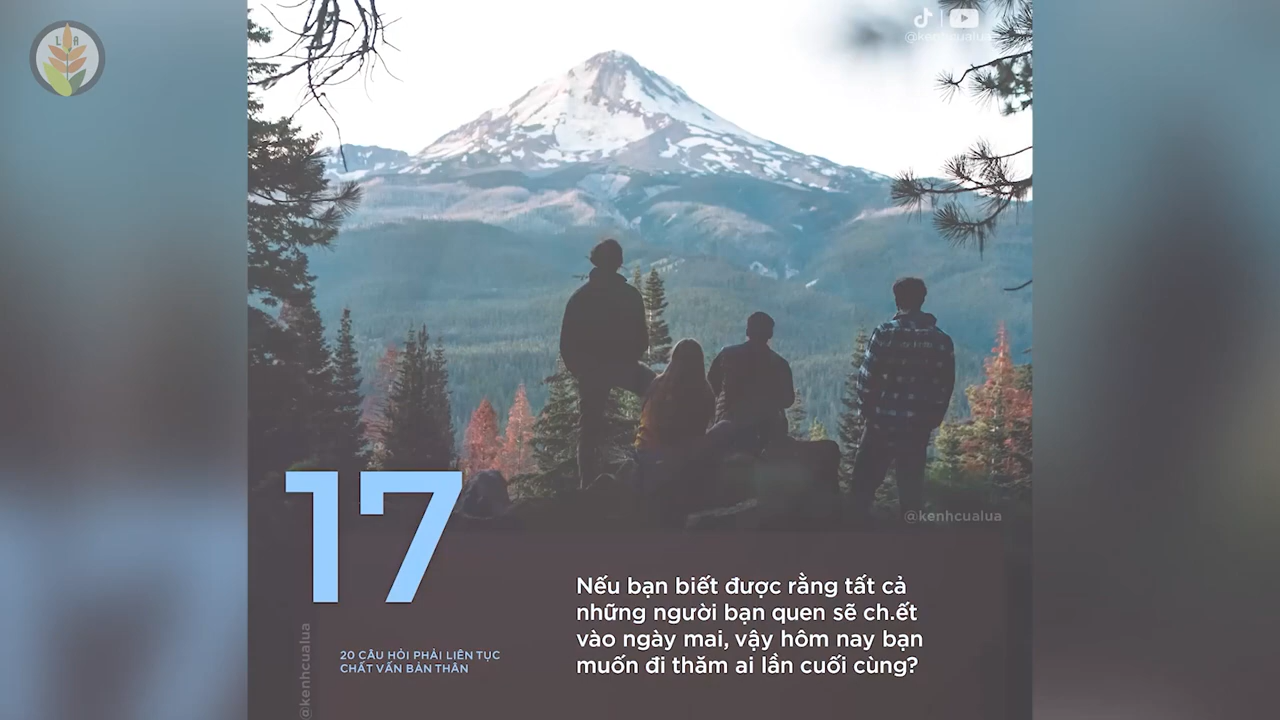 L A
@kenhcualua
@kenhcualua
17
Nếu bạn biết được rằng tất cả
những người bạn quen sẽ ch.ết
vào ngày mai, vậy hôm nay bạn
muốn đi thăm ai lần cuối cùng?
20 CÂU HỎI PHẢI LIÊN TỤC
CHẤT VẤN BẢN THÂN
@kenhcualua